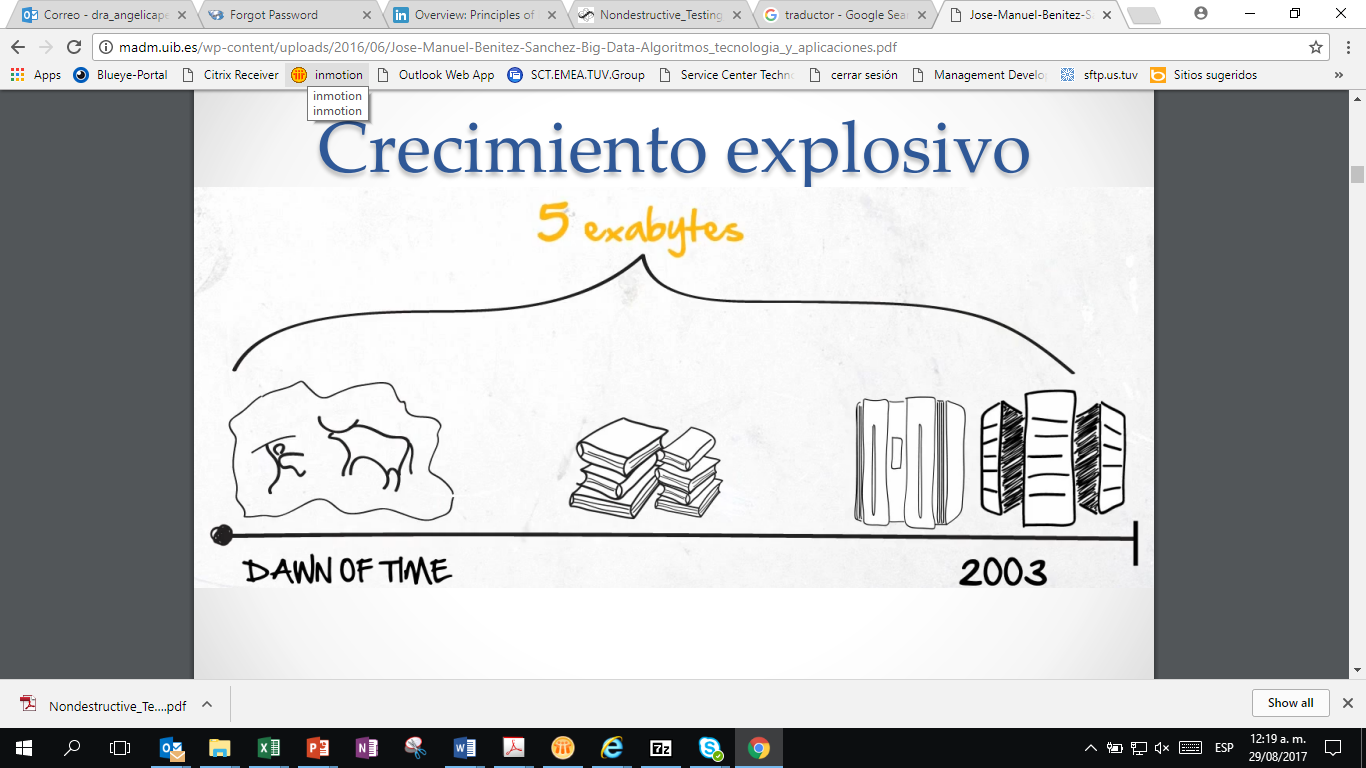 Correo - dra_angelicape
Forgot Password
Overview: Principles of
Nondestructive_Testing
traductor - Google Sear
Jose-Manuel-Benitez-Sa
madm.uib.es/wp-content/uploads/2016/06/Jose-Manuel-Benitez-Sanchez-Big-Data-Algoritmos_tecnologia_y_aplicaciones.pdf
Apps Blueye-Portal Citrix Receiver inmotion Outlook Web App SCT.EMEA.TUV.Group Service Center Techno cerrar sesión Management Develo sftp.us.tuv Sitios sugeridos »
inmotion
inmotion
Crecimiento explosivo
5 exabytes
DAWN OF TIME
2003
Nondestructive_Te....pdf
Show all
ESP
12:19 a. m.
29/08/2017